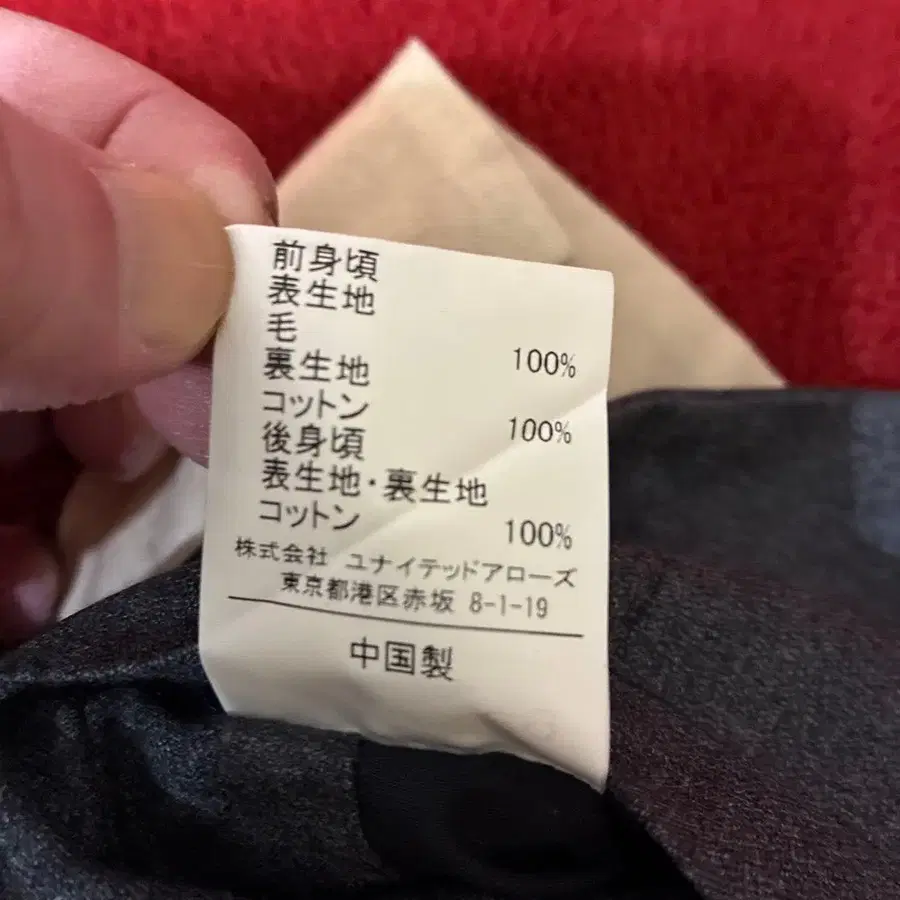 前身頃
表生地
毛 100%
裏生地
コットン 100%
後身頃
表生地・裏生地
コットン 100%
株式会社 ユナイテッドアローズ
東京都港区赤坂 8-1-19
中国製